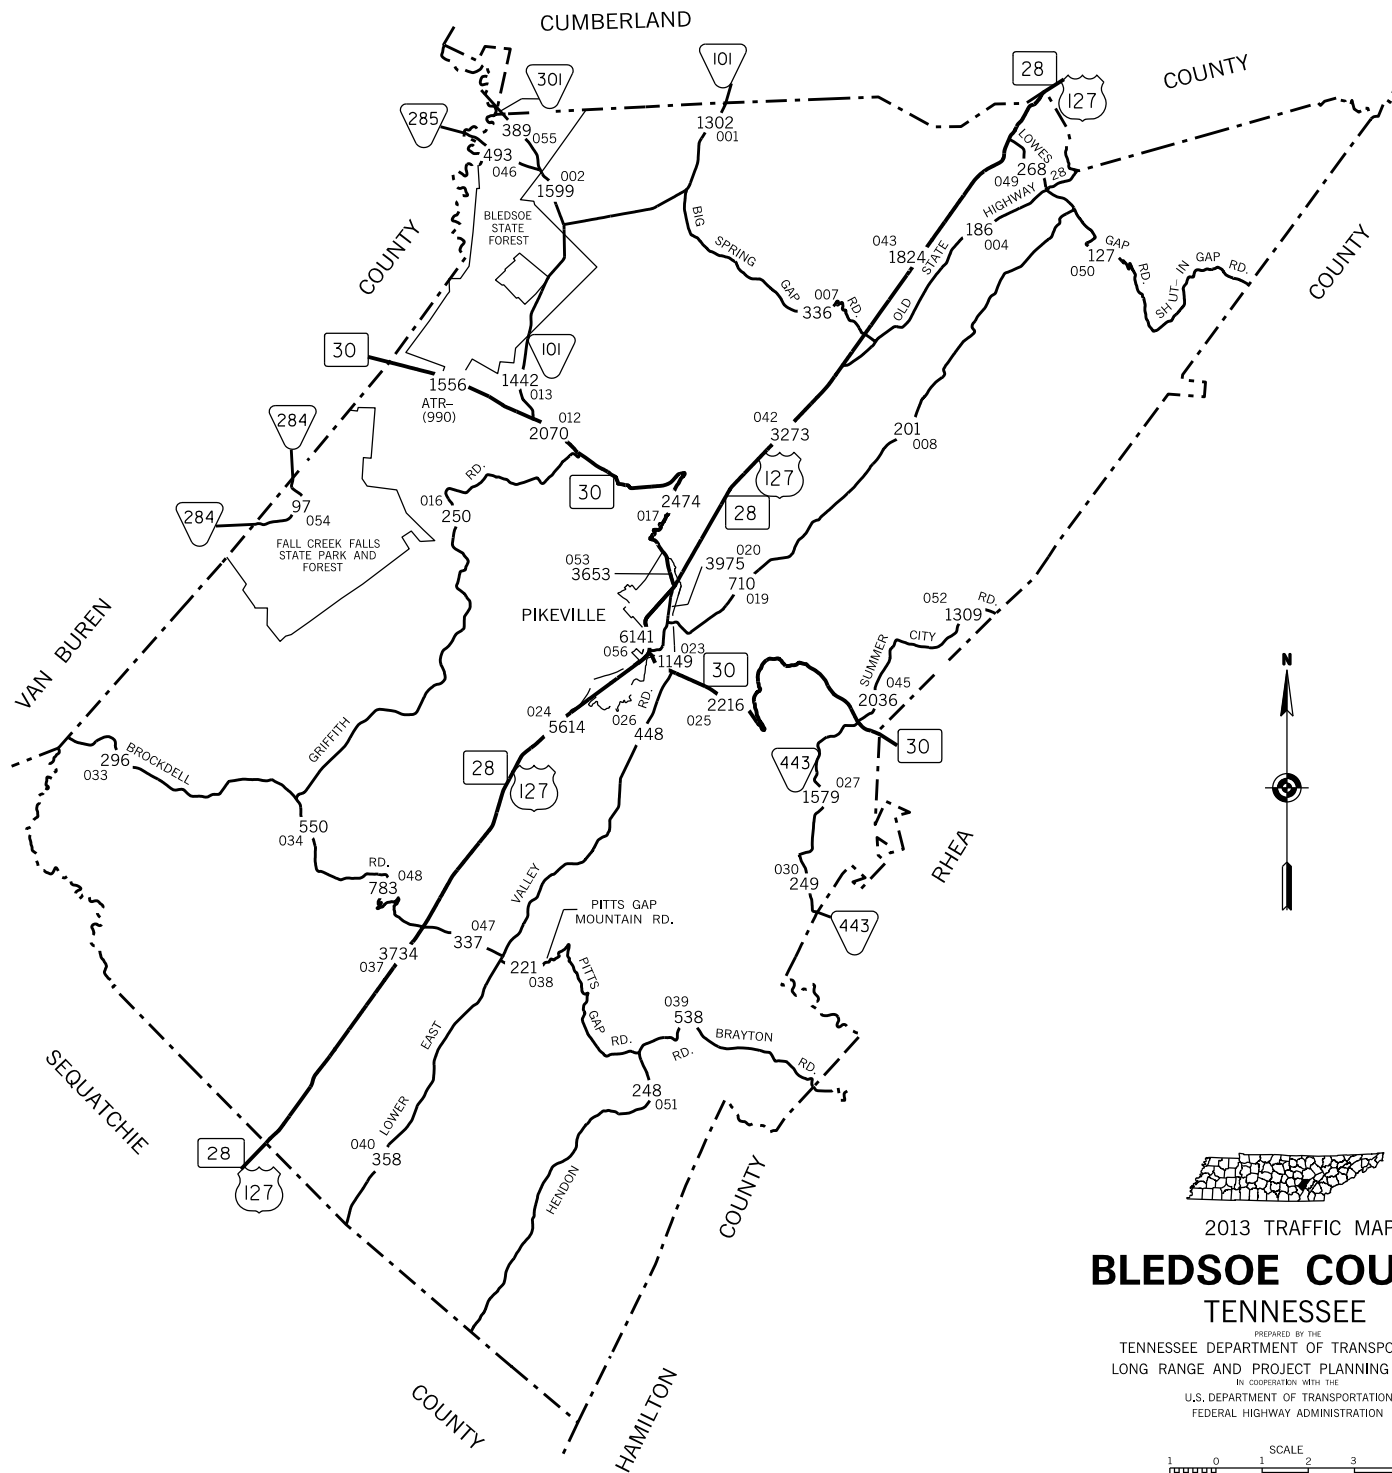 CUMBERLAND
COUNTY
28
127
101
301
285
389
055
493
046
002
1599
1302
001
LOWES
268
049
28
HIGHWAY
186
004
STATE
OLD
043
1824
GAP
127
050
RD.
SHUT-IN GAP RD.
COUNTY
BLEDSOE
STATE
FOREST
BIG
SPRING
GAP
007
RD.
336
COUNTY
30
101
1556
ATR-
(990)
1442
013
012
2070
042
3273
127
28
201
008
284
284
97
054
FALL CREEK FALLS
STATE PARK AND
FOREST
RD.
016
250
30
2474
017
053
3653
020
3975
710
019
PIKEVILLE
6141
056
023
1149
30
2216
025
052
1309
RD.
CITY
SUMMER
045
2036
30
VAN BUREN
024
5614
026
RD.
448
GRIFFITH
BROCKDELL
296
033
28
127
443
027
1579
550
034
RD.
048
783
030
249
443
RHEA
VALLEY
PITTS GAP
MOUNTAIN RD.
047
337
3734
037
221
038
PITTS
GAP
RD.
039
538
RD.
BRAYTON
RD.
EAST
LOWER
SEQUATCHIE
248
051
040
358
28
127
HENDON
COUNTY
COUNTY
HAMILTON
N
2013 TRAFFIC MAP
BLEDSOE COU
TENNESSEE
PREPARED BY THE
TENNESSEE DEPARTMENT OF TRANSPO
LONG RANGE AND PROJECT PLANNING
IN COOPERATION WITH THE
U.S. DEPARTMENT OF TRANSPORTATION
FEDERAL HIGHWAY ADMINISTRATION
SCALE
1 0 1 2 3